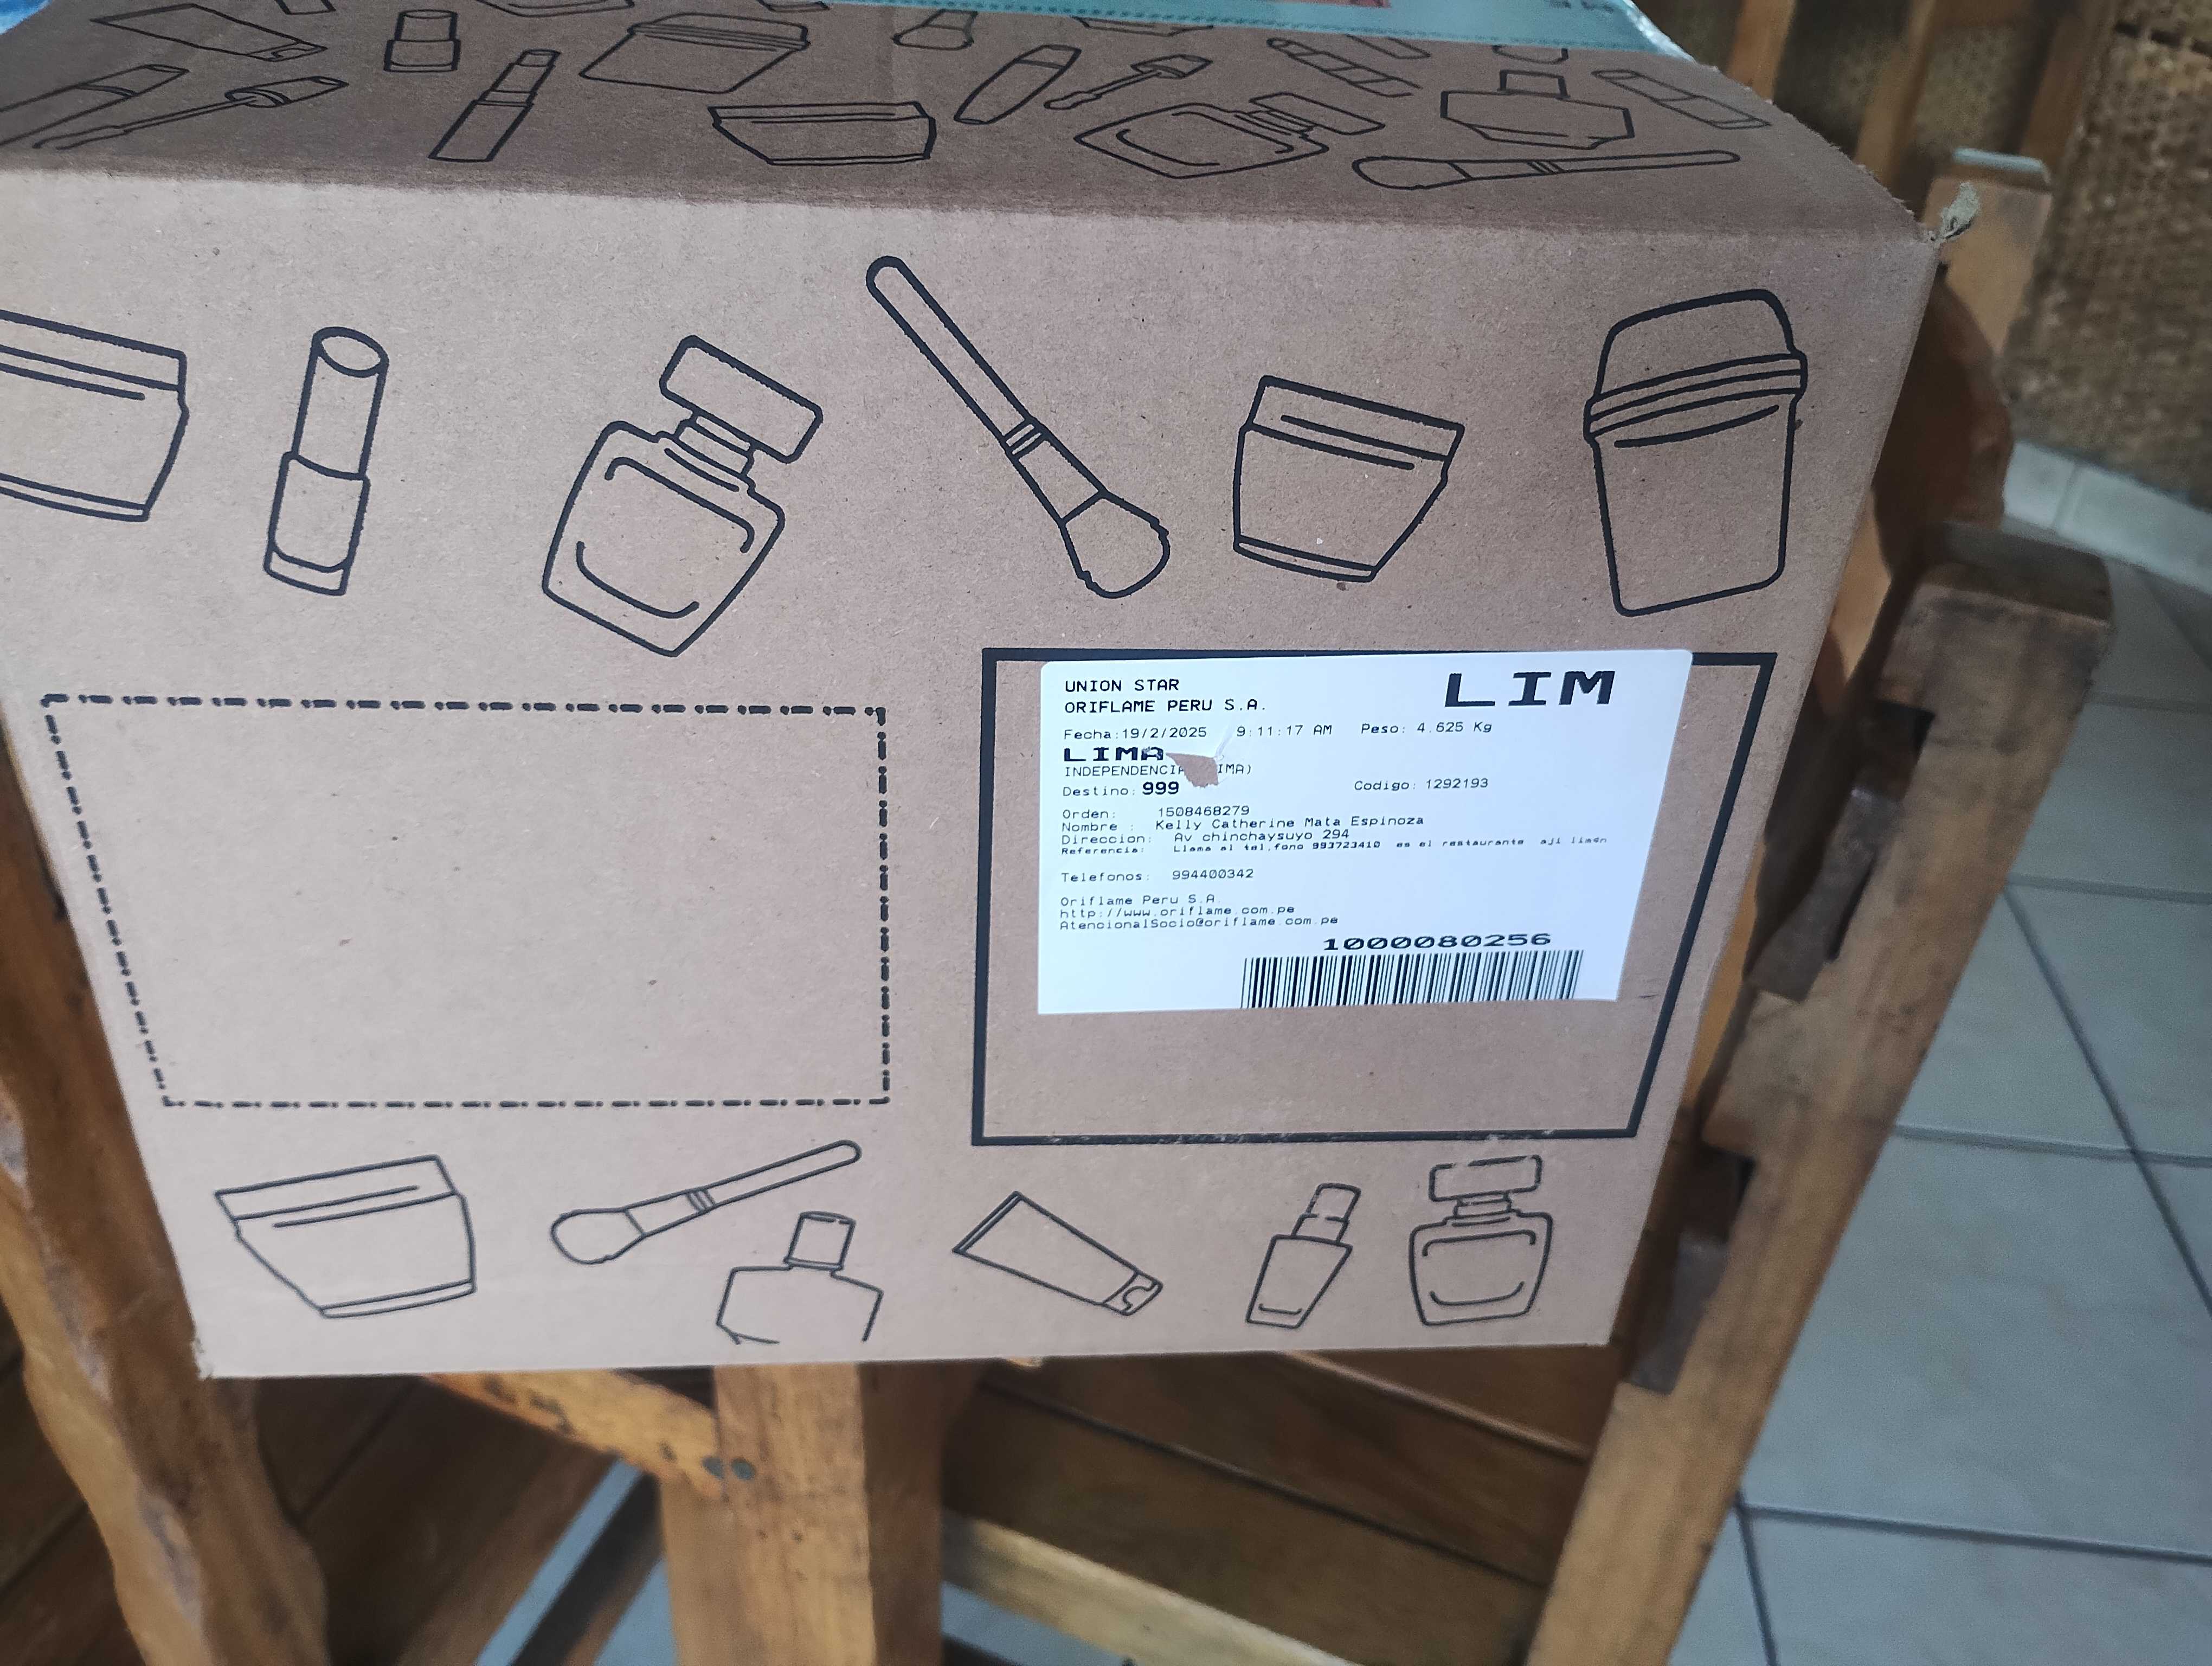 UNION STAR LIM
ORIFLAME PERU S.A.
Fecha:19/2/2025 9:11:17 AM Peso: 4.625 Kg
LIMA
INDEPENDENCIA IMA)
Destino: 999 Codigo: 1292193
Orden: 1508468279
Nombre : Kelly Catherine Mata Espinoza
Direccion: Av chinchaysuyo 294
Referencia: Llama al tel.fono 993723410 es el restaurante aji limón
Telefonos: 994400342
Oriflame Peru S.A.
http://www.oriflame.com.pe
AtencionalSocio@oriflame.com.pe
1000080256